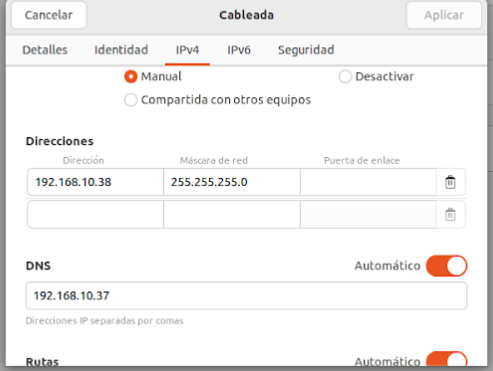 Cancelar Cableada Aplicar
Detalles Identidad IPv4 IPv6 Seguridad
Manual Desactivar
Compartida con otros equipos
Direcciones
Dirección Máscara de red Puerta de enlace
192.168.10.38 255.255.255.0
DNS Automático
192.168.10.37
Direcciones IP separadas por comas
Rutas Automático